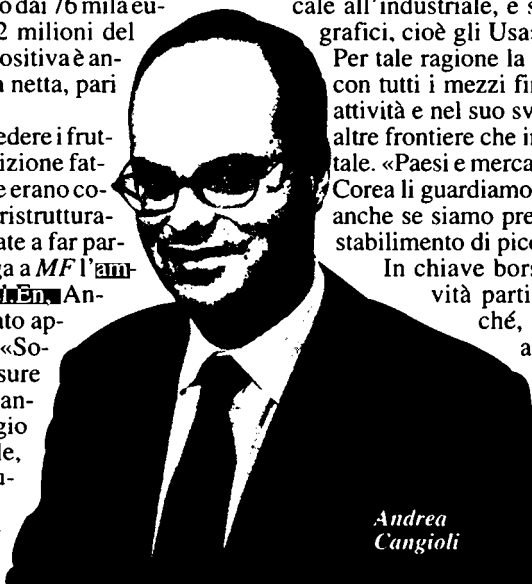 o dai 76 mila eu-
2 milioni del
ositiva è an-
a netta, pari
edere i frut-
izione fat-
e erano co-
ristruttura-
ate a far par-
ga a MF l'am-
l.En. An-
ato ap-
«So-
sure
an-
gio
le,
u-
cale all'industriale, e s
grafici, cioè gli Usa
Per tale ragione la
con tutti i mezzi fi
attività e nel suo sv
altre frontiere che i
tale. «Paesi e merca
Corea li guardiamo
anche se siamo pre
stabilimento di pic
In chiave bors
vità parti
ché,
a
Andrea
Cangioli